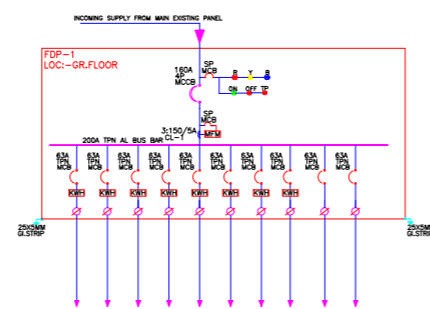 INCOMING SUPPLY FROM MAIN EXISTING PANEL
FDP-1
LOC:-GR.FLOOR
160A
4P
MCCB
SP
MCB
R Y B
ON OFF TP
SP
MCB
3:150/5A
CL-1
MFM
200A TPN AL BUS BAR
63A 63A 63A 63A 63A 63A 63A 63A 63A 63A
TPN TPN TPN TPN TPN TPN TPN TPN TPN TPN
MCB MCB MCB MCB MCB MCB MCB MCB MCB MCB
KWH KWH KWH KWH KWH KWH KWH KWH
25X5MM
GI.STRIP
25X5MM
GI.STRIP